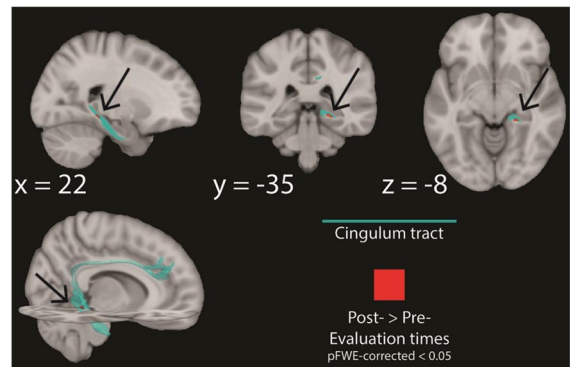 x = 22
y = -35
z = -8
Cingulum tract
Post- > Pre-
Evaluation times
pFWE-corrected < 0.05